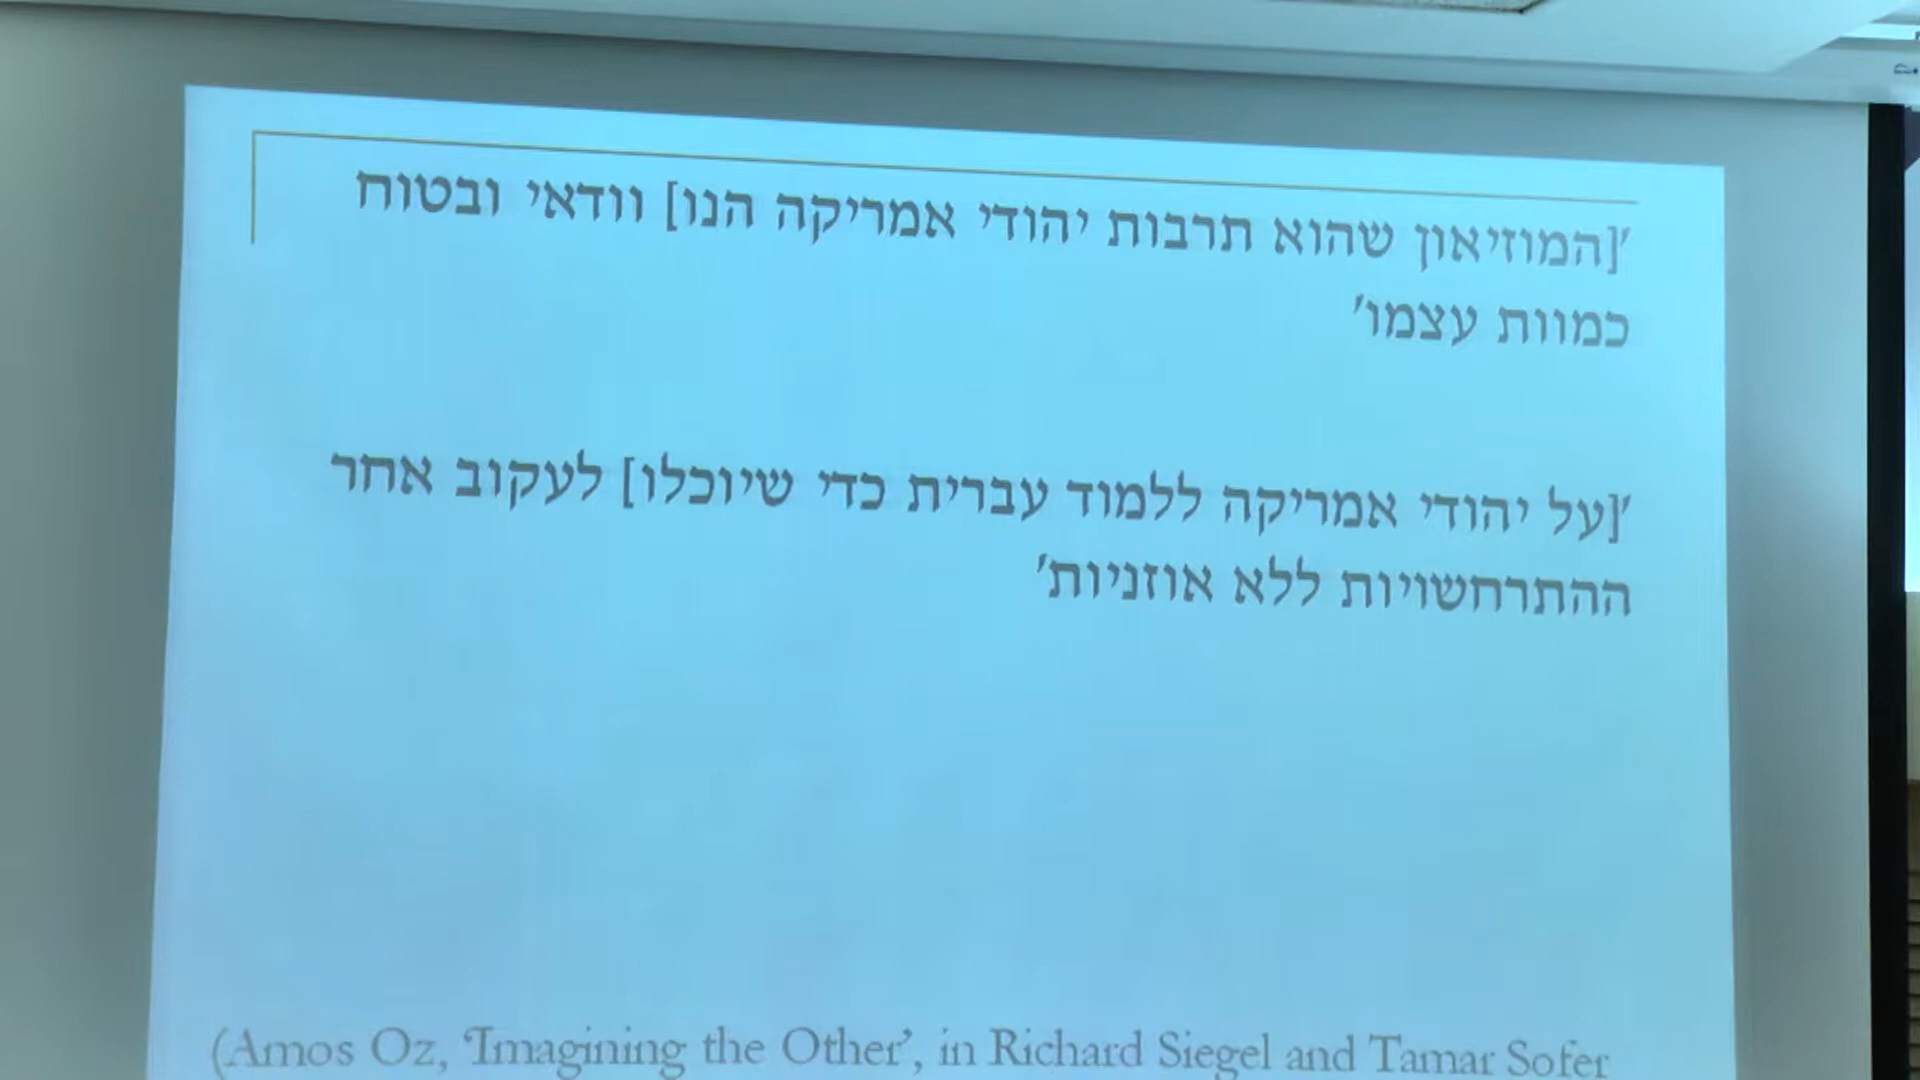 '[המוזיאון שהוא תרבות יהודי אמריקה הנו] וודאי ובטוח
כמוות עצמו'
'[על יהודי אמריקה ללמוד עברית כדי שיוכלו] לעקוב אחר
ההתרחשויות ללא אוזניות'
(Amos Oz, 'Imagining the Other', in Richard Siegel and Tamar Sofer